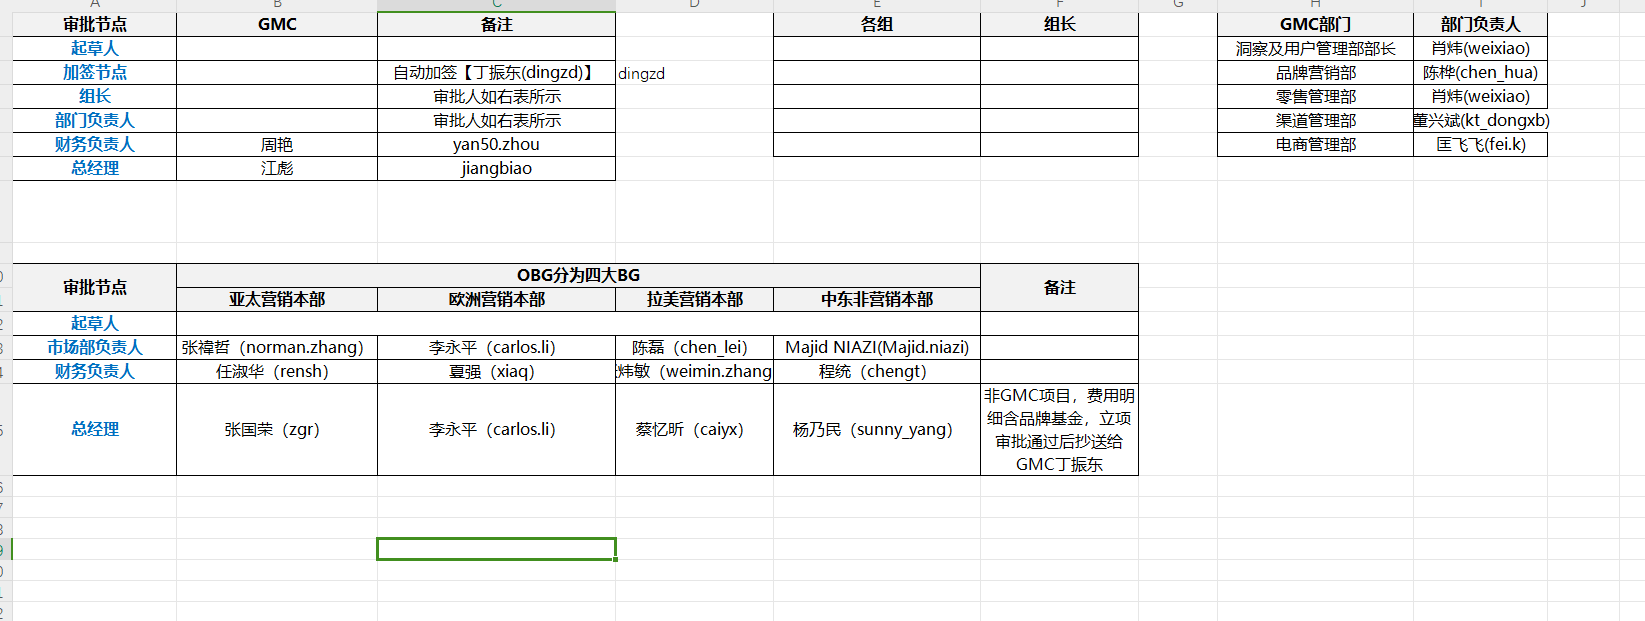 A B C D E F G H I J
审批节点 GMC 备注 各组 组长 GMC部门 部门负责人
起草人 洞察及用户管理部部长 肖炜(weixiao)
加签节点 自动加签【丁振东(dingzd)】 dingzd 品牌营销部 陈桦(chen_hua)
组长 审批人如右表所示 零售管理部 肖炜(weixiao)
部门负责人 审批人如右表所示 渠道管理部 董兴斌(kt_dongxb)
财务负责人 周艳 yan50.zhou 电商管理部 匡飞飞(fei.k)
总经理 江彪 jiangbiao
审批节点 OBG分为四大BG 备注
亚太营销本部 欧洲营销本部 拉美营销本部 中东非营销本部
起草人
市场部负责人 张禕哲（norman.zhang） 李永平（carlos.li） 陈磊（chen_lei） Majid NIAZI(Majid.niazi)
财务负责人 任淑华（rensh） 夏强（xiaq） 炜敏（weimin.zhang 程统（chengt）
总经理 张国荣（zgr） 李永平（carlos.li） 蔡忆昕（caiyx） 杨乃民（sunny_yang）
非GMC项目，费用明
细含品牌基金，立项
审批通过后抄送给
GMC丁振东